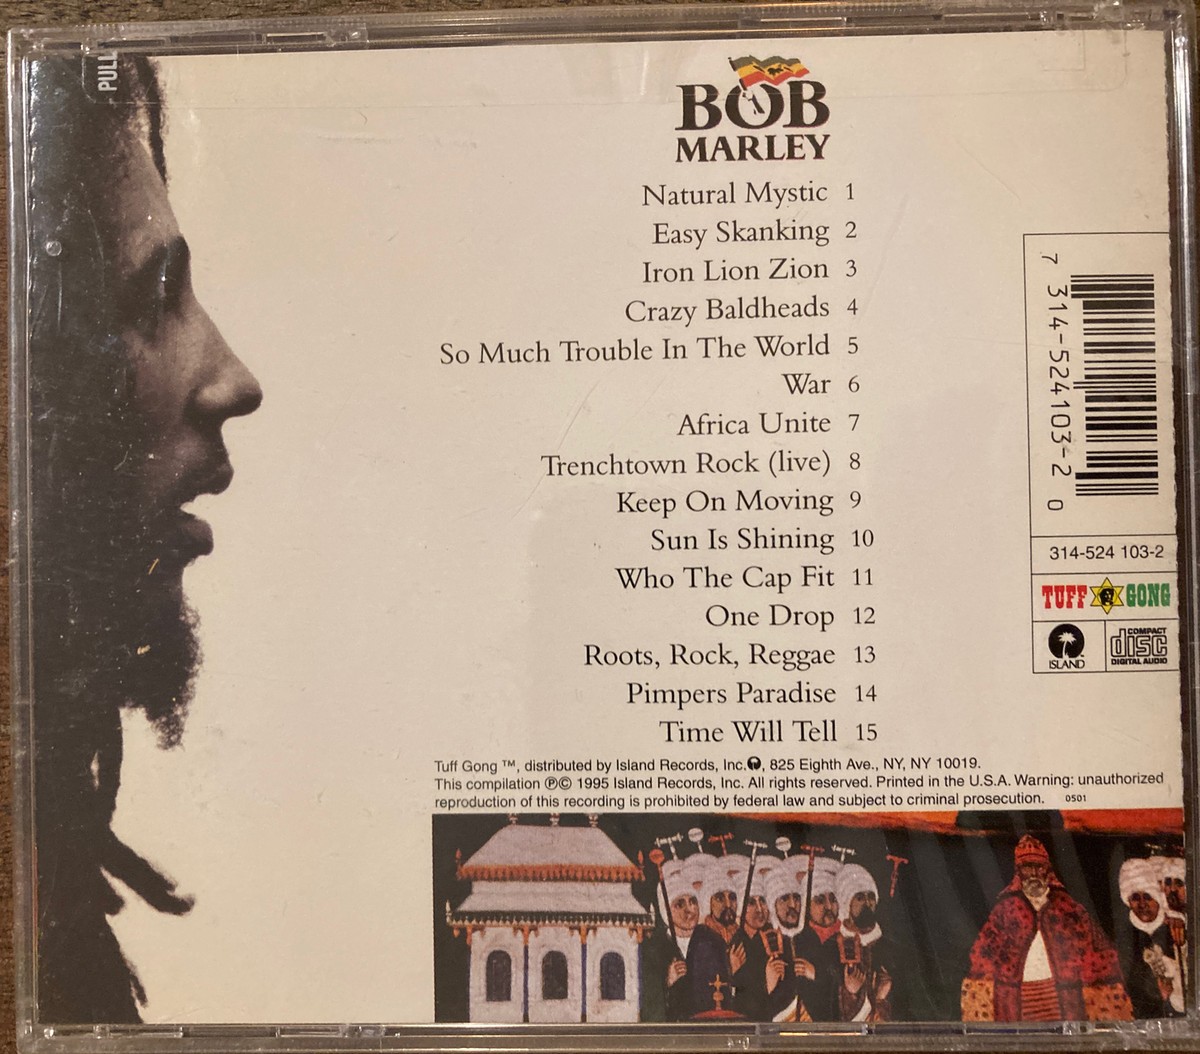 PULL
BOB
MARLEY
Natural Mystic 1
Easy Skanking 2
Iron Lion Zion 3
Crazy Baldheads 4
So Much Trouble In The World 5
War 6
Africa Unite 7
Trenchtown Rock (live) 8
Keep On Moving 9
Sun Is Shining 10
Who The Cap Fit 11
One Drop 12
Roots, Rock, Reggae 13
Pimpers Paradise 14
Time Will Tell 15
Tuff Gong ™, distributed by Island Records, Inc., 825 Eighth Ave., NY, NY 10019.
This compilation ℗© 1995 Island Records, Inc. All rights reserved. Printed in the U.S.A. Warning: unauthorized
reproduction of this recording is prohibited by federal law and subject to criminal prosecution. 0501
7 314-524103-2 0
314-524 103-2
TUFF GONG
ISLAND
COMPACT
disc
DIGITAL AUDIO